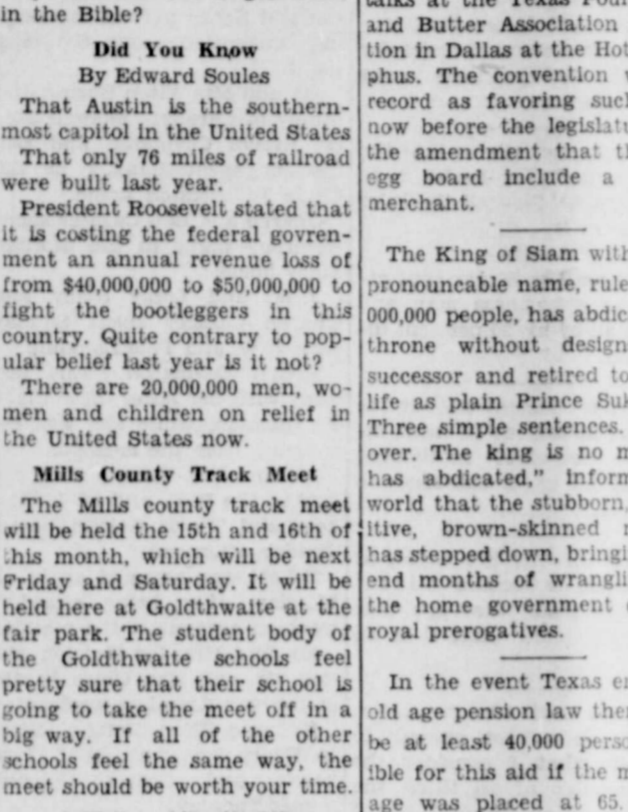 in the Bible?
Did You Know
By Edward Soules
That Austin is the southern-
most capitol in the United States
That only 76 miles of railroad
were built last year.
President Roosevelt stated that
it is costing the federal govren-
ment an annual revenue loss of
from $40,000,000 to $50,000,000 to
fight the bootleggers in this
country. Quite contrary to pop-
ular belief last year is it not?
There are 20,000,000 men, wo-
men and children on relief in
the United States now.
Mills County Track Meet
The Mills county track meet
will be held the 15th and 16th of
this month, which will be next
Friday and Saturday. It will be
held here at Goldthwaite at the
fair park. The student body of
the Goldthwaite schools feel
pretty sure that their school is
going to take the meet off in a
big way. If all of the other
schools feel the same way, the
meet should be worth your time.
talks at the Texas
and Butter Association
tion in Dallas at the
phus. The convention
record as favoring
now before the
the amendment that
egg board include a
merchant.
The King of Siam
pronouncable name,
000,000 people, has
throne without
successor and retired
life as plain Prince
Three simple sentences.
over. The king is no
has abdicated,"
world that the stubborn,
itive, brown-skinned
has stepped down,
end months of
the home government
royal prerogatives.
In the event Texas
old age pension law
be at least 40,000
ible for this aid if the
age was placed at 65.